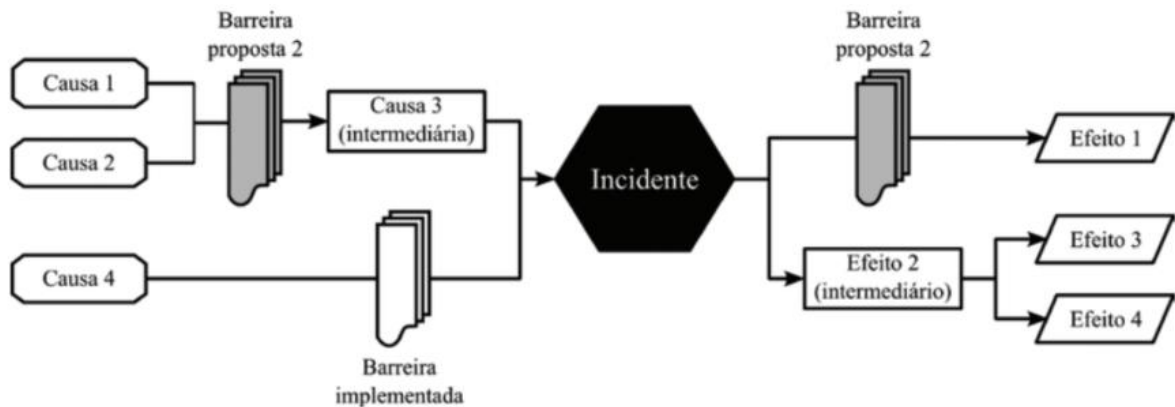 Barreira
proposta 2
Causa 1
Causa 2
Causa 3
(intermediária)
Causa 4
Barreira
implementada
Incidente
Barreira
proposta 2
Efeito 1
Efeito 2
(intermediário)
Efeito 3
Efeito 4